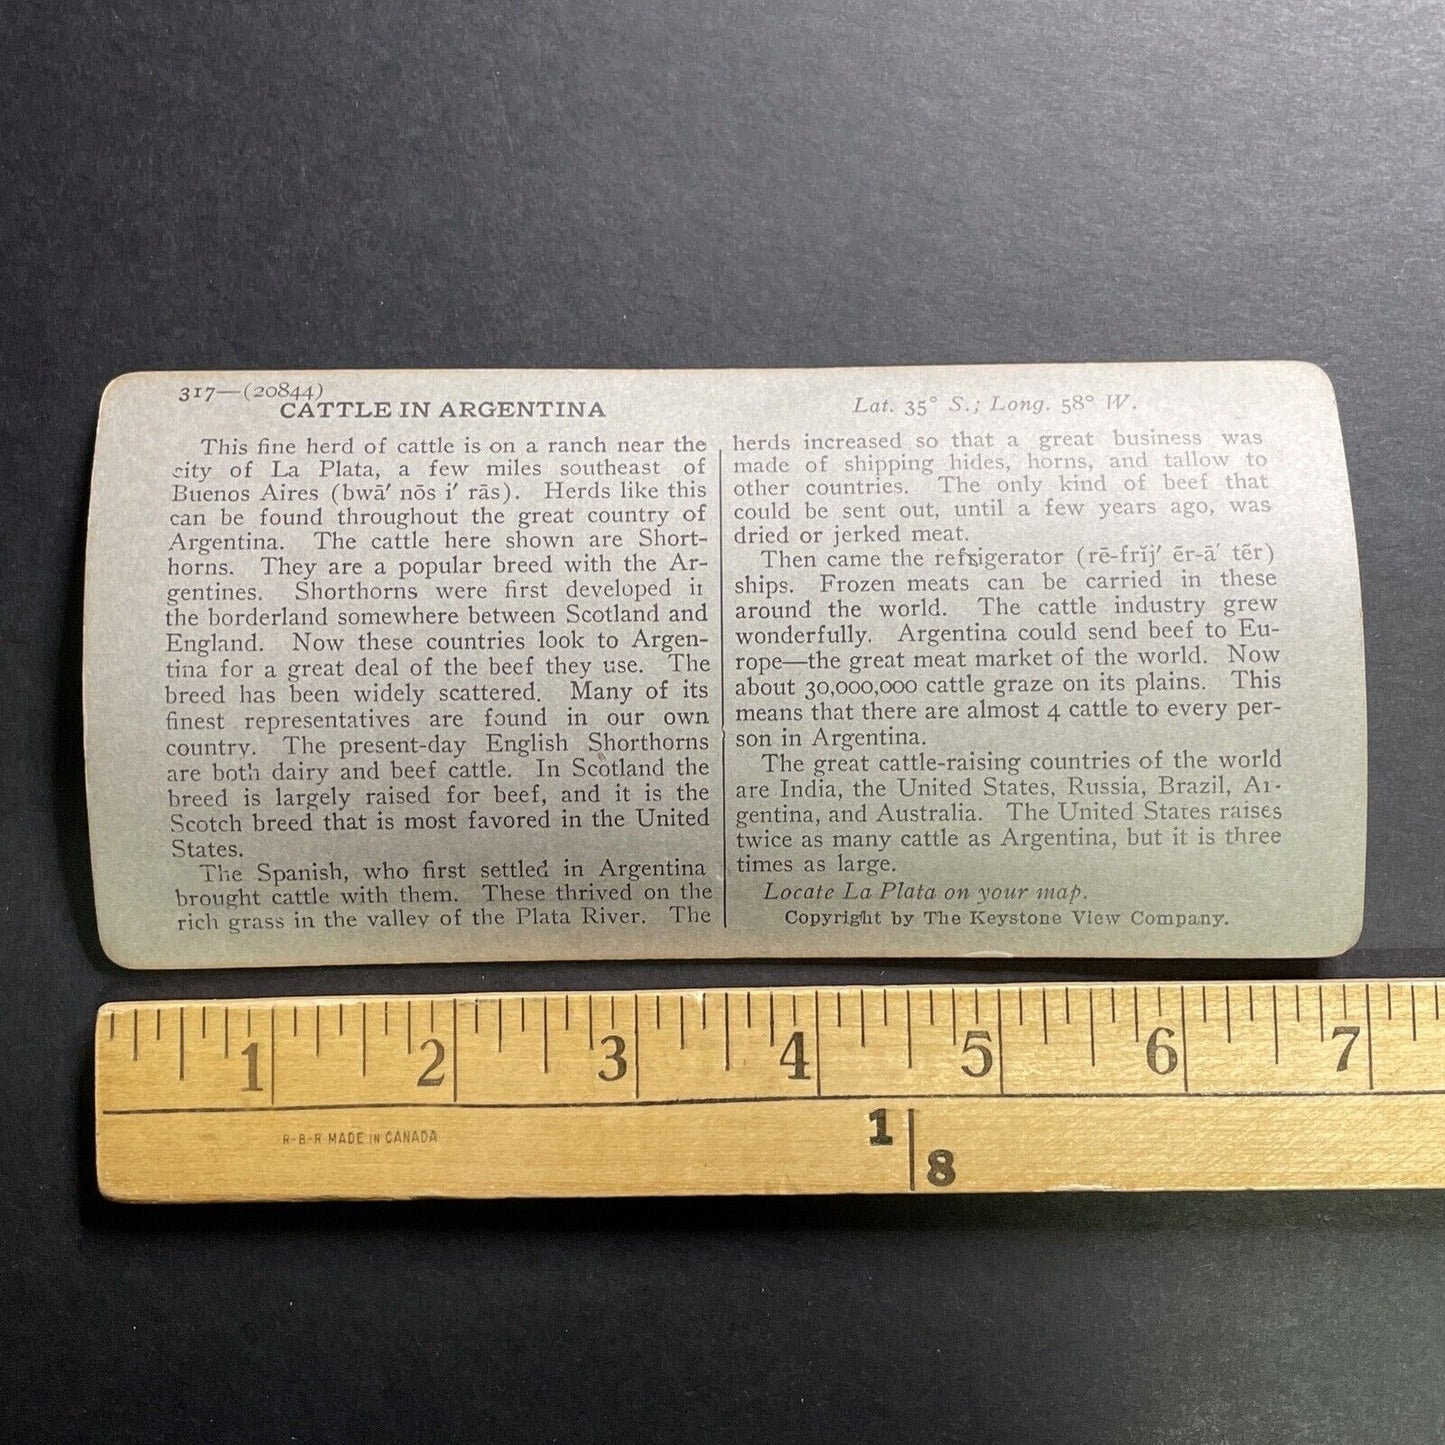 317—(20844)
CATTLE IN ARGENTINA
This fine herd of cattle is on a ranch near the
city of La Plata, a few miles southeast of
Buenos Aires (bwā′ nōs i′ rās). Herds like this
can be found throughout the great country of
Argentina. The cattle here shown are Short-
horns. They are a popular breed with the Ar-
gentines. Shorthorns were first developed in
the borderland somewhere between Scotland and
England. Now these countries look to Argen-
tina for a great deal of the beef they use. The
breed has been widely scattered. Many of its
finest representatives are found in our own
country. The present-day English Shorthorns
are both dairy and beef cattle. In Scotland the
breed is largely raised for beef, and it is the
Scotch breed that is most favored in the United
States.
The Spanish, who first settled in Argentina
brought cattle with them. These thrived on the
rich grass in the valley of the Plata River. The
Lat. 35° S.; Long. 58° W.
herds increased so that a great business was
made of shipping hides, horns, and tallow to
other countries. The only kind of beef that
could be sent out, until a few years ago, was
dried or jerked meat.
Then came the refrigerator (rē-frĭj′ ẽr-ā′ tẽr)
ships. Frozen meats can be carried in these
around the world. The cattle industry grew
wonderfully. Argentina could send beef to Eu-
rope—the great meat market of the world. Now
about 30,000,000 cattle graze on its plains. This
means that there are almost 4 cattle to every per-
son in Argentina.
The great cattle-raising countries of the world
are India, the United States, Russia, Brazil, Ar-
gentina, and Australia. The United States raises
twice as many cattle as Argentina, but it is three
times as large.
Locate La Plata on your map.
Copyright by The Keystone View Company.
1 2 3 4 5 6 7
R-B-R MADE IN CANADA
1
8